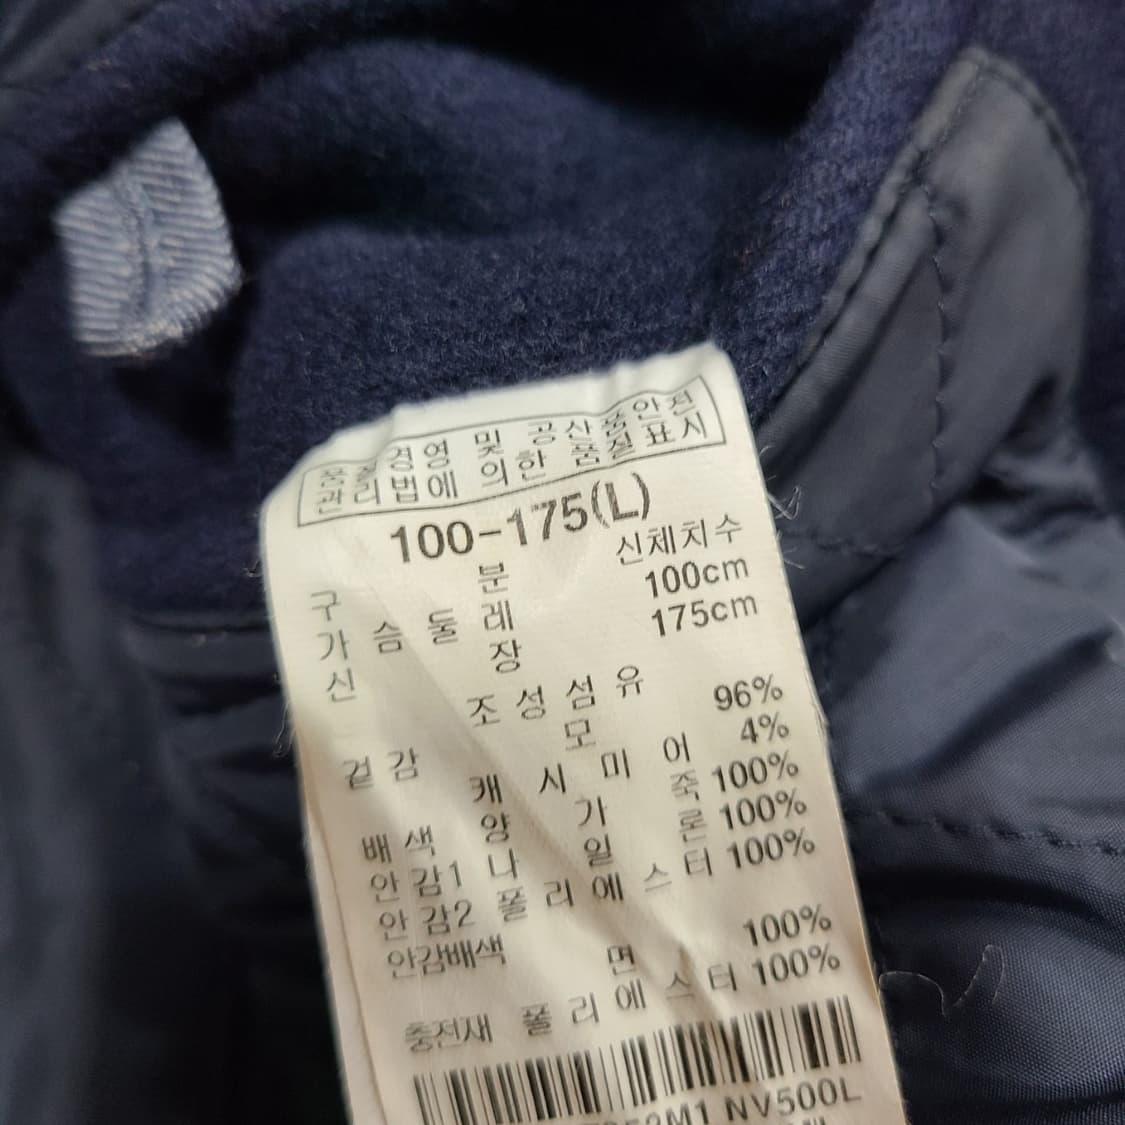 품질경영 및 공산품안전
관리법에 의한 품질표시
100-175(L)
구 분 신체치수
가 슴 둘 레 100cm
신 장 175cm
조 성 섬 유
겉 감 모 96%
캐 시 미 어 4%
배 색 양 가 죽 100%
안 감1 나 일 론 100%
안 감2 폴 리 에 스 터 100%
안감배색
면 100%
충전재 폴 리 에 스 터 100%
52M1 NV500L